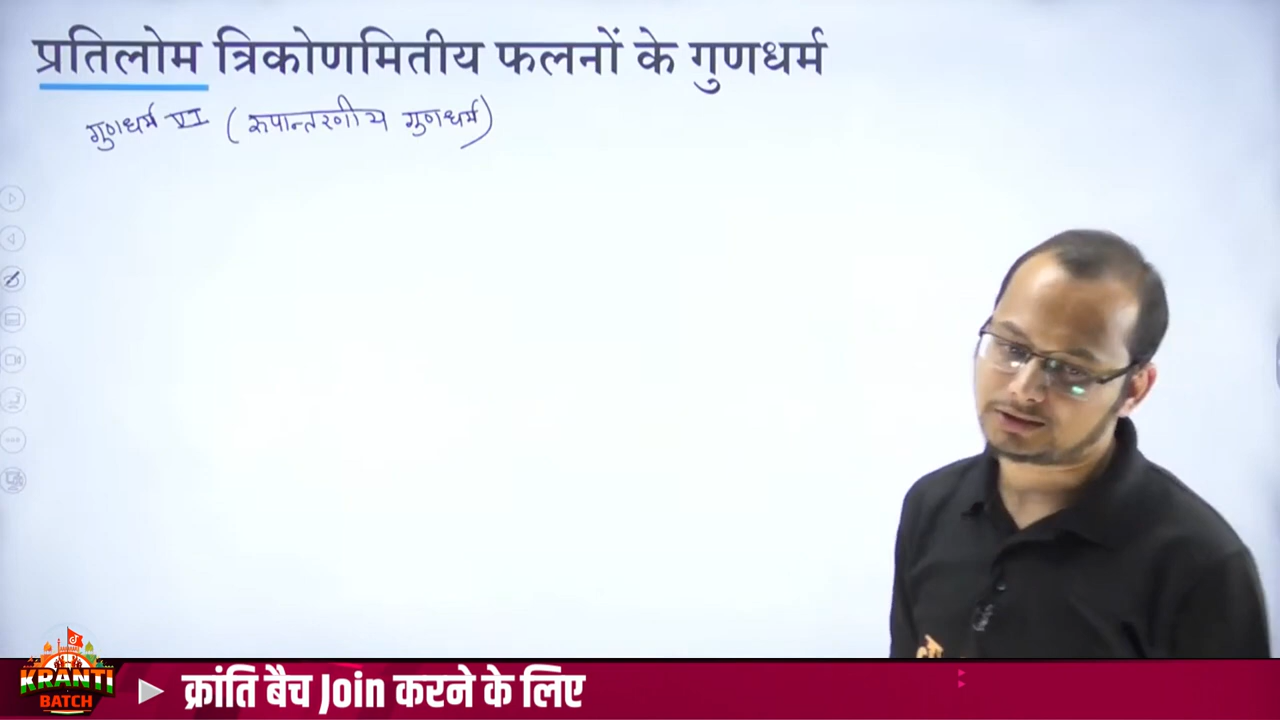 प्रतिलोम त्रिकोणमितीय फलनों के गुणधर्म
गुणधर्म VI (रूपान्तरणीय गुणधर्म)
KRANTI
BATCH
क्रांति बैच Join करने के लिए